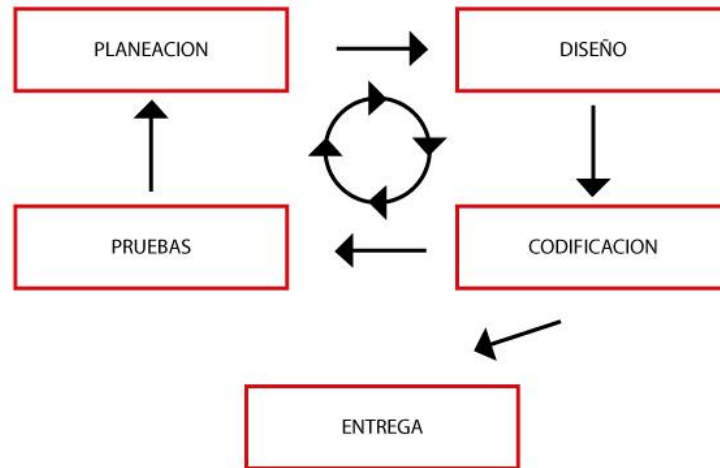 PLANEACION
DISEÑO
PRUEBAS
CODIFICACION
ENTREGA